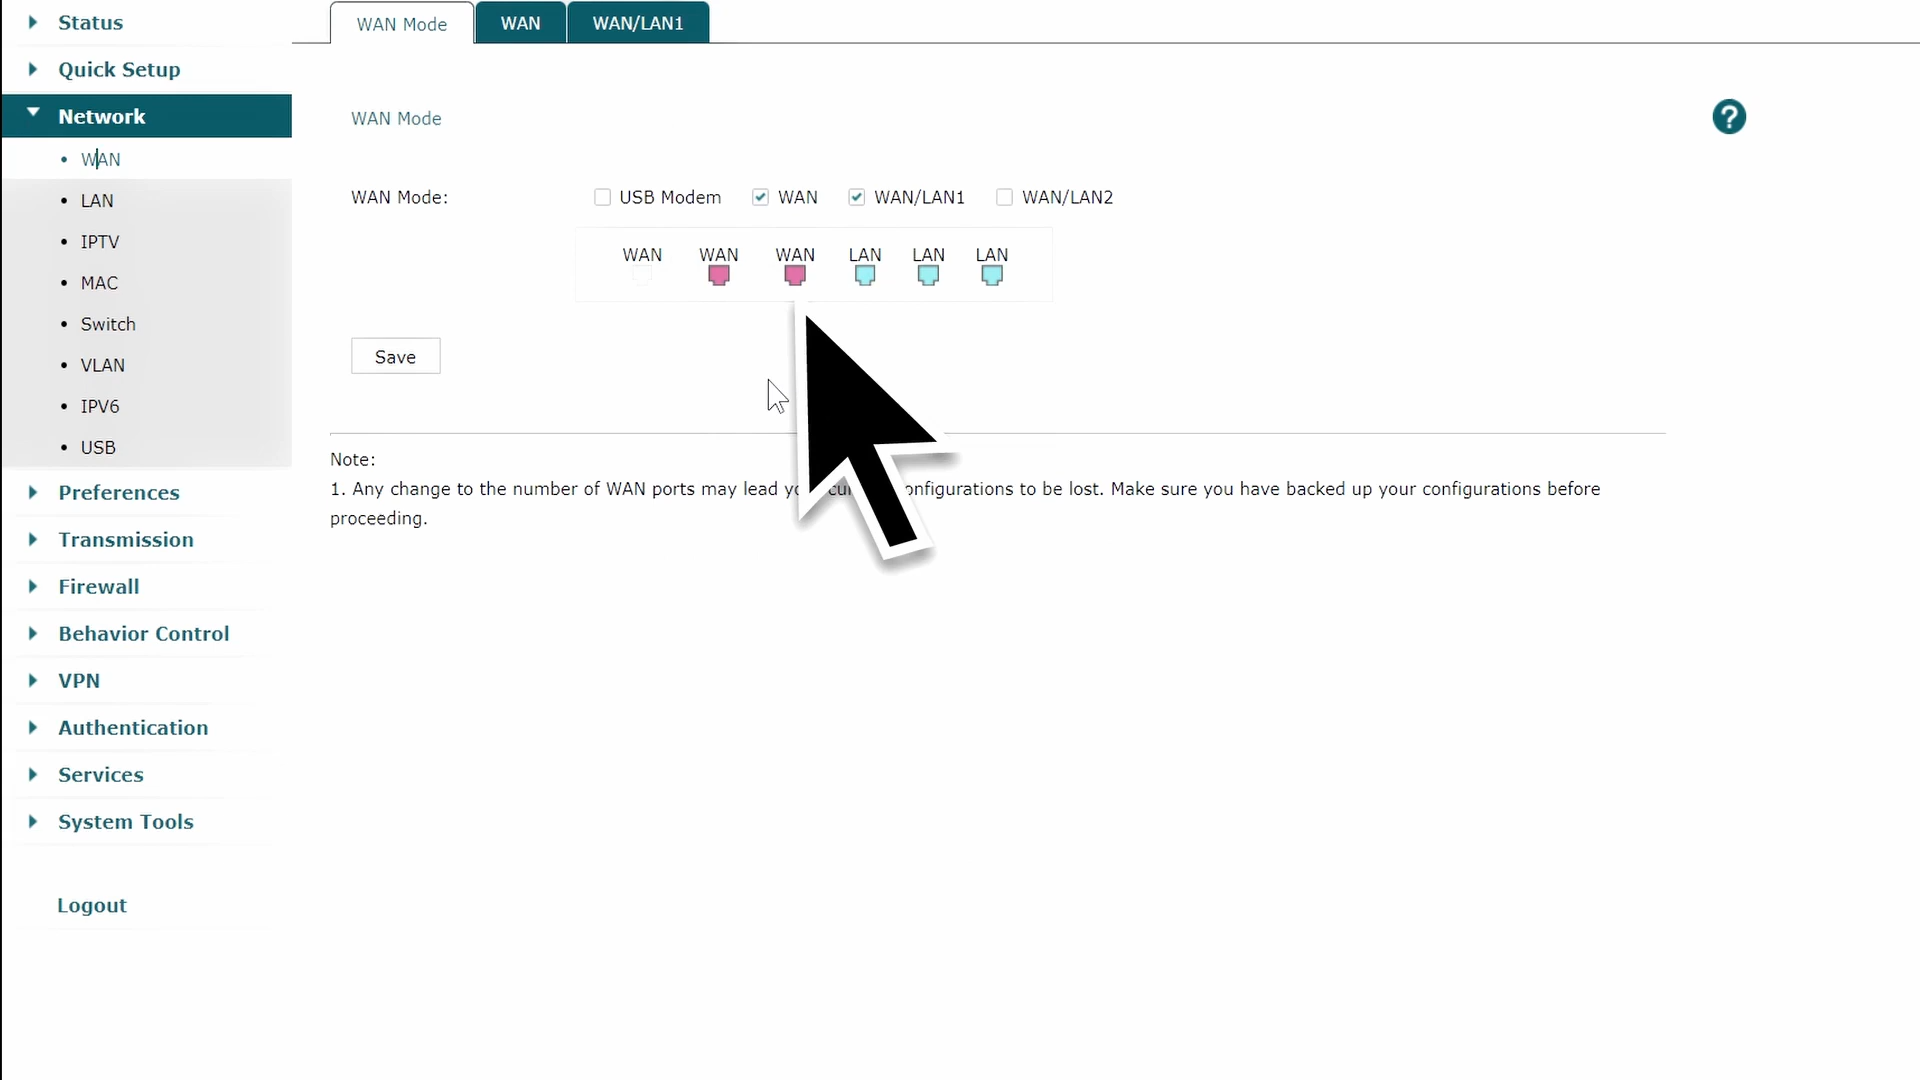 Status
Quick Setup
Network
WAN
LAN
IPTV
MAC
Switch
VLAN
IPV6
USB
Preferences
Transmission
Firewall
Behavior Control
VPN
Authentication
Services
System Tools
Logout
WAN Mode WAN WAN/LAN1
WAN Mode
?
WAN Mode: USB Modem WAN WAN/LAN1 WAN/LAN2
WAN WAN WAN LAN LAN LAN
Save
Note:
1. Any change to the number of WAN ports may lead configurations to be lost. Make sure you have backed up your configurations before
proceeding.